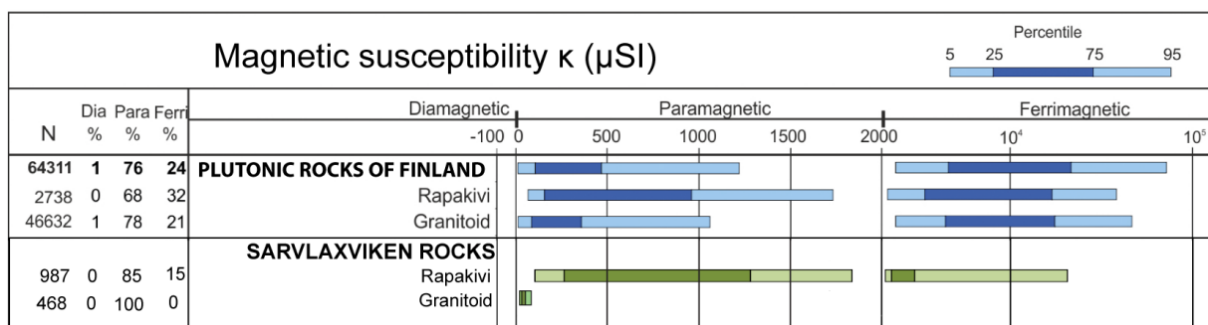 Magnetic susceptibility κ (µSI)
Percentile
5 25 75 95
Dia Para Ferri
N % % %
Diamagnetic Paramagnetic Ferrimagnetic
-100 0 500 1000 1500 2000 10⁴ 10⁵
64311 1 76 24 PLUTONIC ROCKS OF FINLAND
2738 0 68 32 Rapakivi
46632 1 78 21 Granitoid
SARVLAXVIKEN ROCKS
987 0 85 15 Rapakivi
468 0 100 0 Granitoid